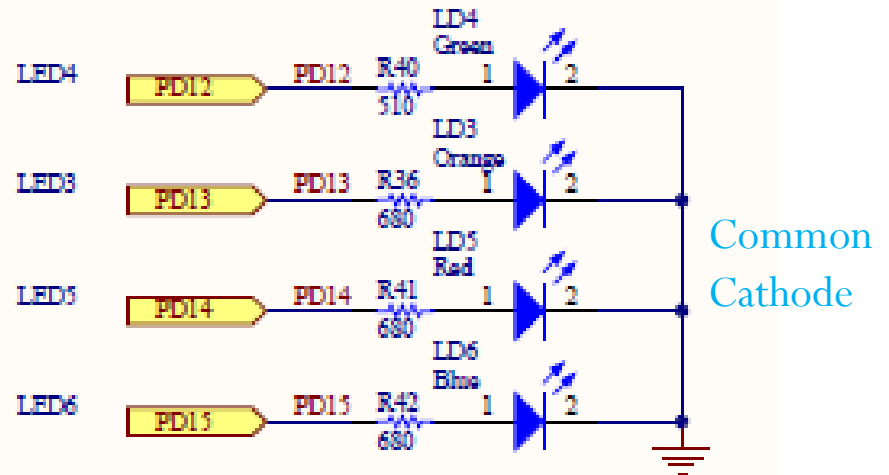 LD4
Green
LED4 PD12 PD12 R40 1 2
510
LD3
Orange
LED3 PD13 PD13 R36 1 2
680
LD5
Red
LED5 PD14 PD14 R41 1 2
680
LD6
Blue
LED6 PD15 PD15 R42 1 2
680
Common
Cathode